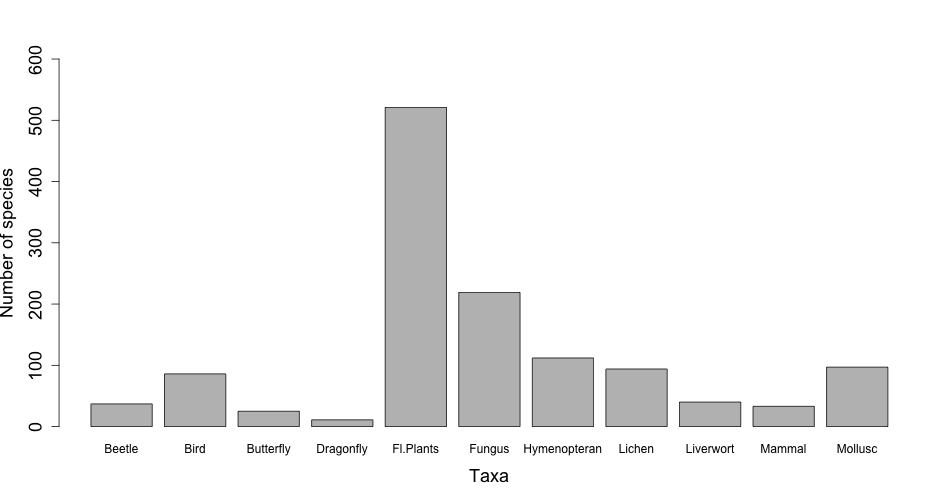 Number of species
600
500
400
300
200
100
0
Beetle Bird Butterfly Dragonfly Fl.Plants Fungus Hymenopteran Lichen Liverwort Mammal Mollusc
Taxa